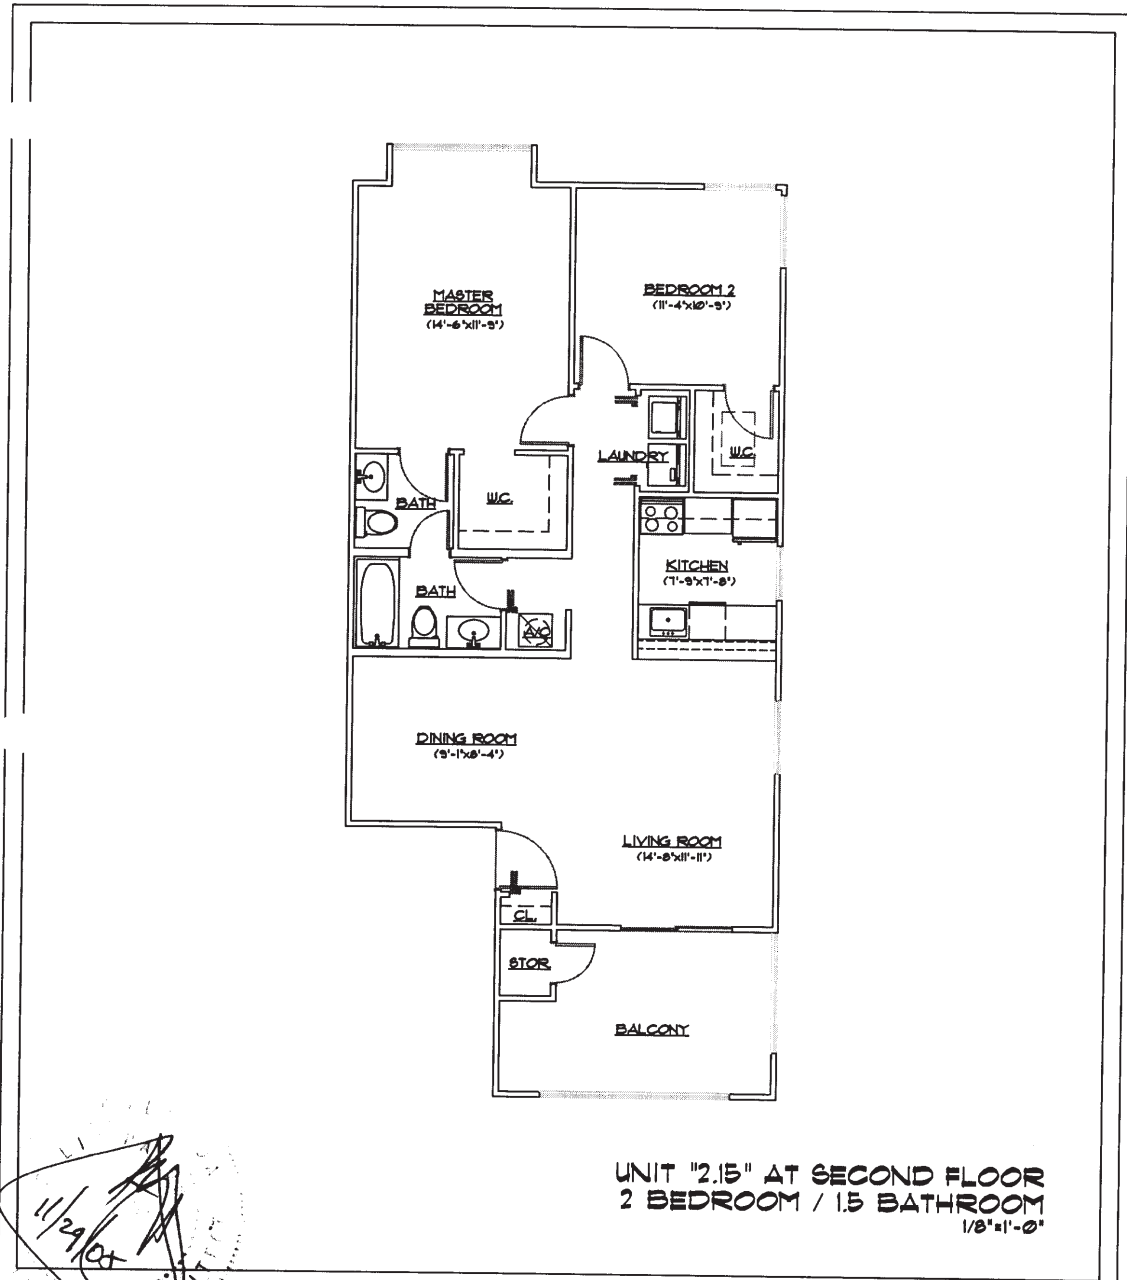 MASTER
BEDROOM
(14'-6"x11'-9")
BEDROOM 2
(11'-4"x10'-9")
LAUNDRY
W.C.
W.C.
BATH
KITCHEN
(7'-9"x7'-8")
BATH
A/C
DINING ROOM
(9'-1"x8'-4")
LIVING ROOM
(14'-8"x11'-11")
CL.
STOR.
BALCONY
UNIT "2.15" AT SECOND FLOOR
2 BEDROOM / 1.5 BATHROOM
1/8"=1'-0"
11/29/05